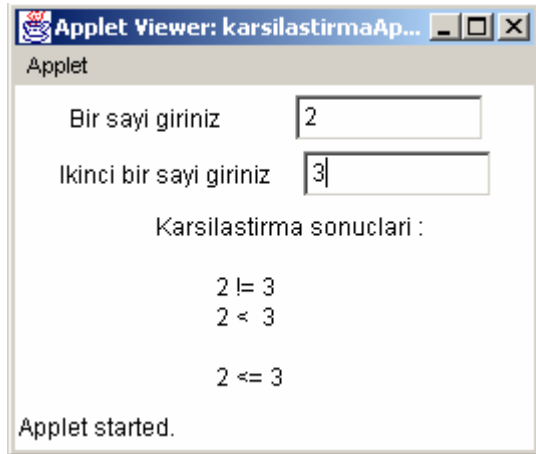 Applet Viewer: karsilastirmaAp...
Applet
Bir sayi giriniz 2
Ikinci bir sayi giriniz 3
Karsilastirma sonuclari :
2 != 3
2 < 3
2 <= 3
Applet started.